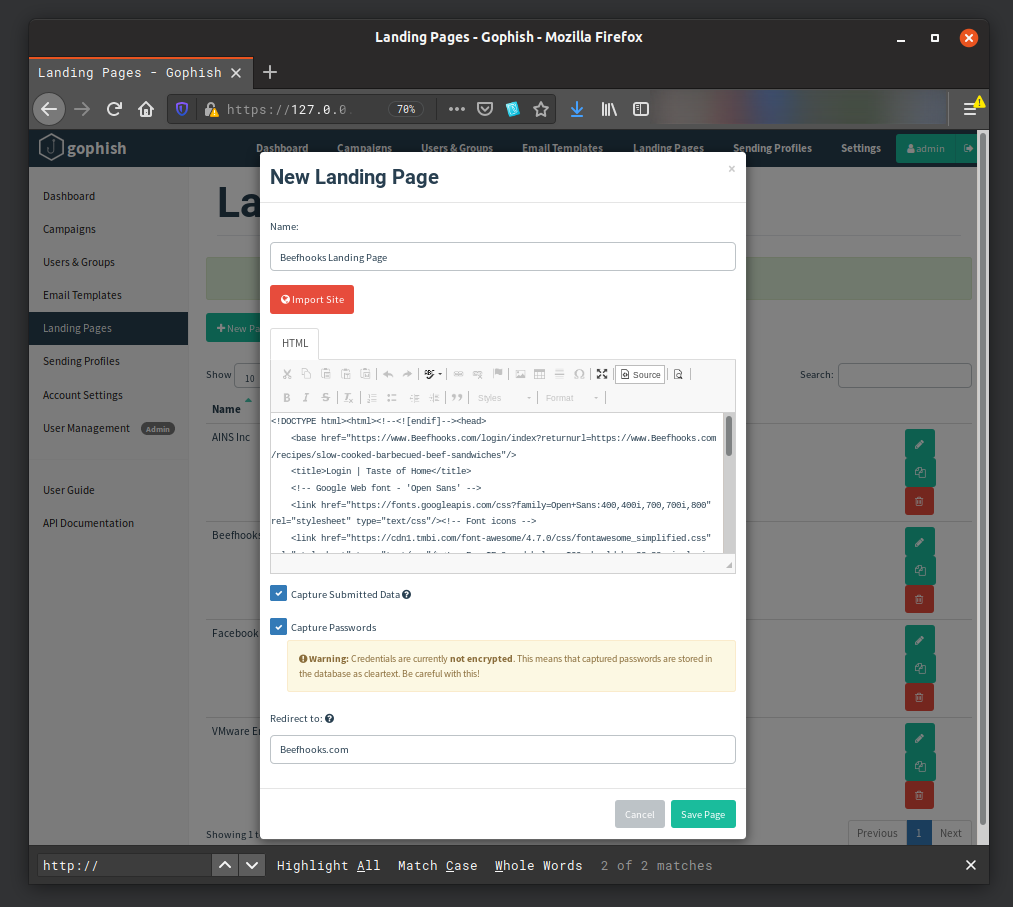 Landing Pages - Gophish - Mozilla Firefox
Landing Pages - Gophish
https://127.0.0.
70%
gophish
Dashboard
Campaigns
Users & Groups
Email Templates
Landing Pages
Sending Profiles
Settings
admin
Dashboard
Campaigns
Users & Groups
Email Templates
Landing Pages
Sending Profiles
Account Settings
User Management Admin
User Guide
API Documentation
La
New Pa
Show 10
Search:
Name
AINS Inc
Beefhooks
Facebook
VMware
Showing 1 t
Previous 1 Next
New Landing Page
×
Name:
Beefhooks Landing Page
Import Site
HTML
ABC
Source
B I S Tx
Styles
Format
<!DOCTYPE html><html><!--<![endif]--><head>
<base href="https://www.Beefhooks.com/login/index?returnurl=https://www.Beefhooks.com
/recipes/slow-cooked-barbecued-beef-sandwiches"/>
<title>Login | Taste of Home</title>
<!-- Google Web font - 'Open Sans' -->
<link href="https://fonts.googleapis.com/css?family=Open+Sans:400,400i,700,700i,800"
rel="stylesheet" type="text/css"/><!-- Font icons -->
<link href="https://cdn1.tmbi.com/font-awesome/4.7.0/css/fontawesome_simplified.css"
Capture Submitted Data
Capture Passwords
Warning: Credentials are currently not encrypted. This means that captured passwords are stored in
the database as cleartext. Be careful with this!
Redirect to:
Beefhooks.com
Cancel
Save Page
http://
Highlight All
Match Case
Whole Words
2 of 2 matches